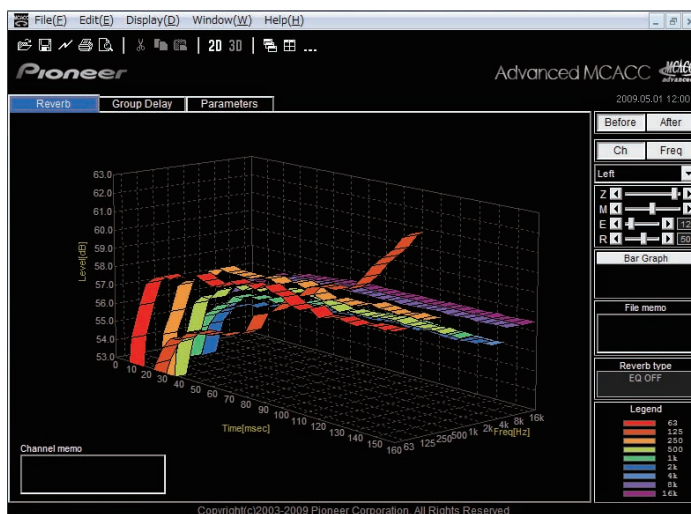 MCACC File(F) Edit(E) Display(D) Window(W) Help(H)
2D 3D ...
Pioneer
Advanced MCACC
MCACC
advanced
Reverb Group Delay Parameters
2009.05.01 12:00
Before After
Ch Freq
Left
Z
M
E 12
R 50
Bar Graph
File memo
Reverb type
EQ OFF
Legend
63
125
250
500
1k
2k
4k
8k
16k
Level[dB]
63.0
62.0
61.0
60.0
59.0
58.0
57.0
56.0
55.0
54.0
53.0
0 10 20 30 40 50 60 70 80 90 100 110 120 130 140 150 160
Time[msec]
63 125 250 500 1k 2k 4k 8k 16k
Freq[Hz]
Channel memo
Copyright(c)2003-2009 Pioneer Corporation. All Rights Reserved